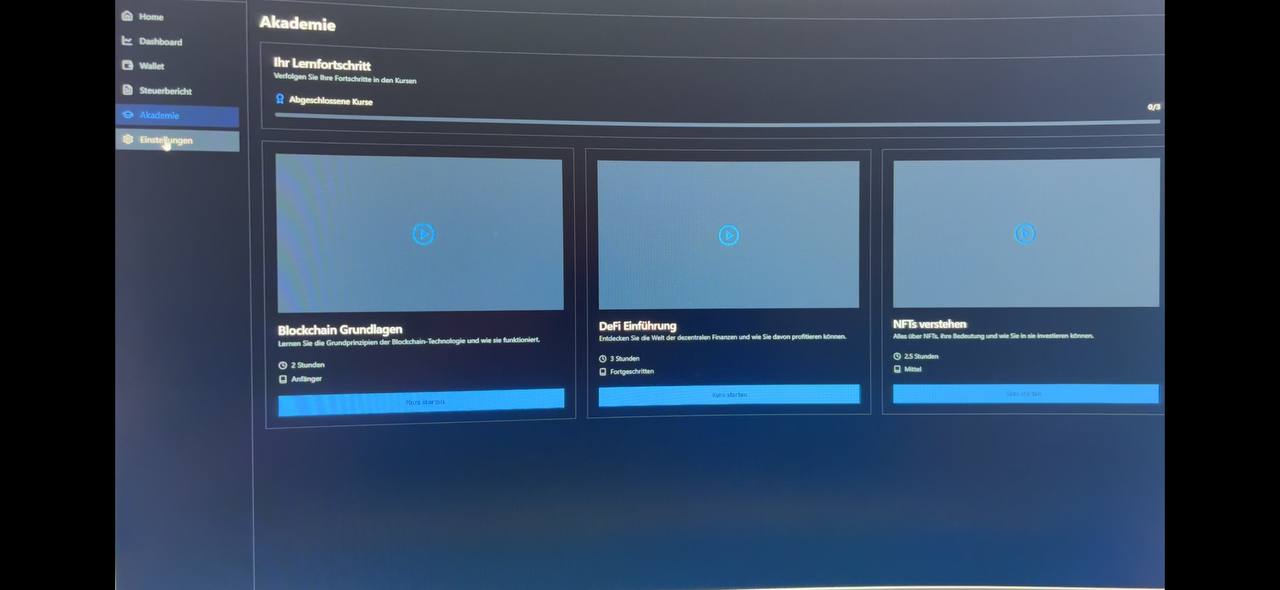 Home
Dashboard
Wallet
Steuerbericht
Akademie
Einstellungen
Akademie
Ihr Lernfortschritt
Verfolgen Sie Ihre Fortschritte in den Kursen
Abgeschlossene Kurse
0/3
Blockchain Grundlagen
Lernen Sie die Grundprinzipien der Blockchain-Technologie und wie sie funktioniert.
2 Stunden
Anfänger
Kurs starten
DeFi Einführung
Entdecken Sie die Welt der dezentralen Finanzen und wie Sie davon profitieren können.
3 Stunden
Fortgeschritten
Kurs starten
NFTs verstehen
Alles über NFTs, ihre Bedeutung und wie Sie in sie investieren können.
2.5 Stunden
Mittel
Kurs starten